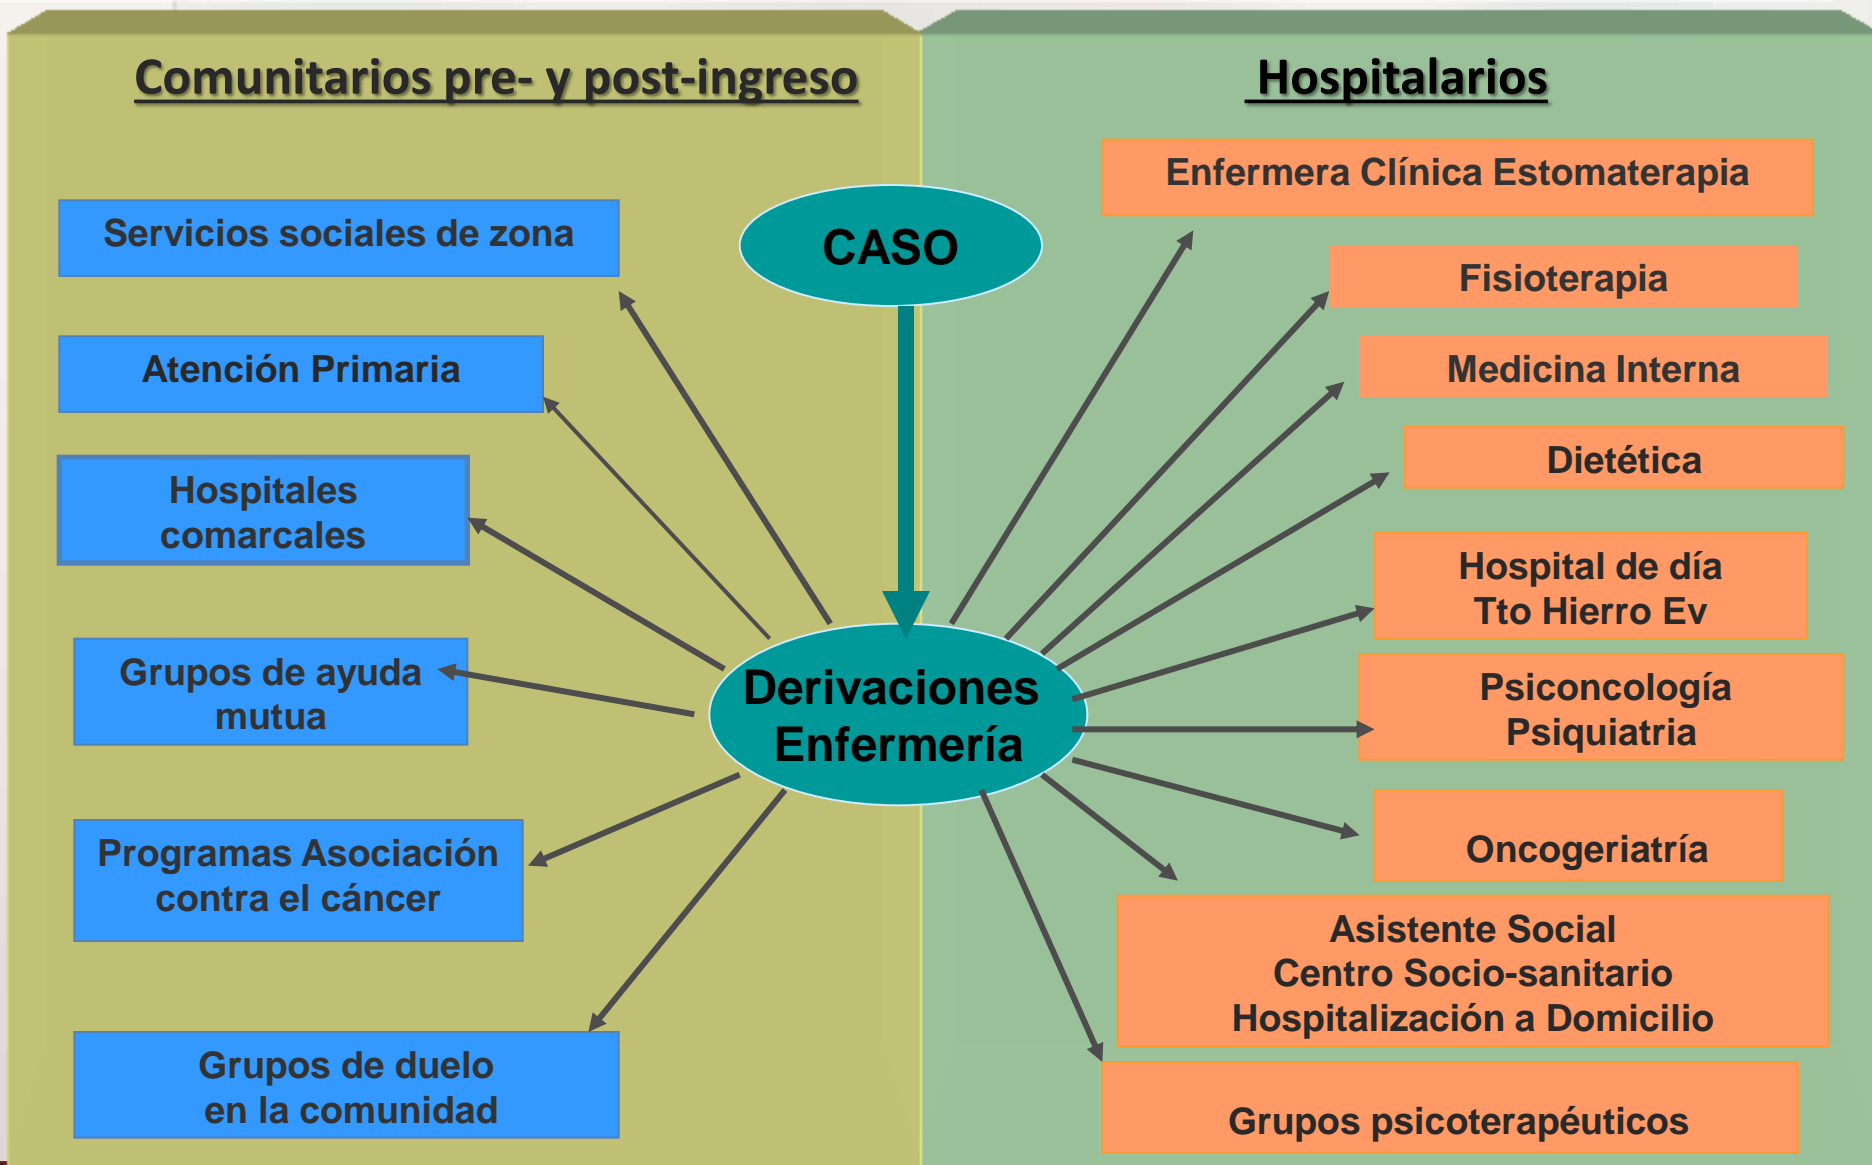 Comunitarios pre- y post-ingreso
Servicios sociales de zona
Atención Primaria
Hospitales
comarcales
Grupos de ayuda
mutua
Programas Asociación
contra el cáncer
Grupos de duelo
en la comunidad
CASO
Derivaciones
Enfermería
Hospitalarios
Enfermera Clínica Estomaterapia
Fisioterapia
Medicina Interna
Dietética
Hospital de día
Tto Hierro Ev
Psiconcología
Psiquiatria
Oncogeriatría
Asistente Social
Centro Socio-sanitario
Hospitalización a Domicilio
Grupos psicoterapéuticos